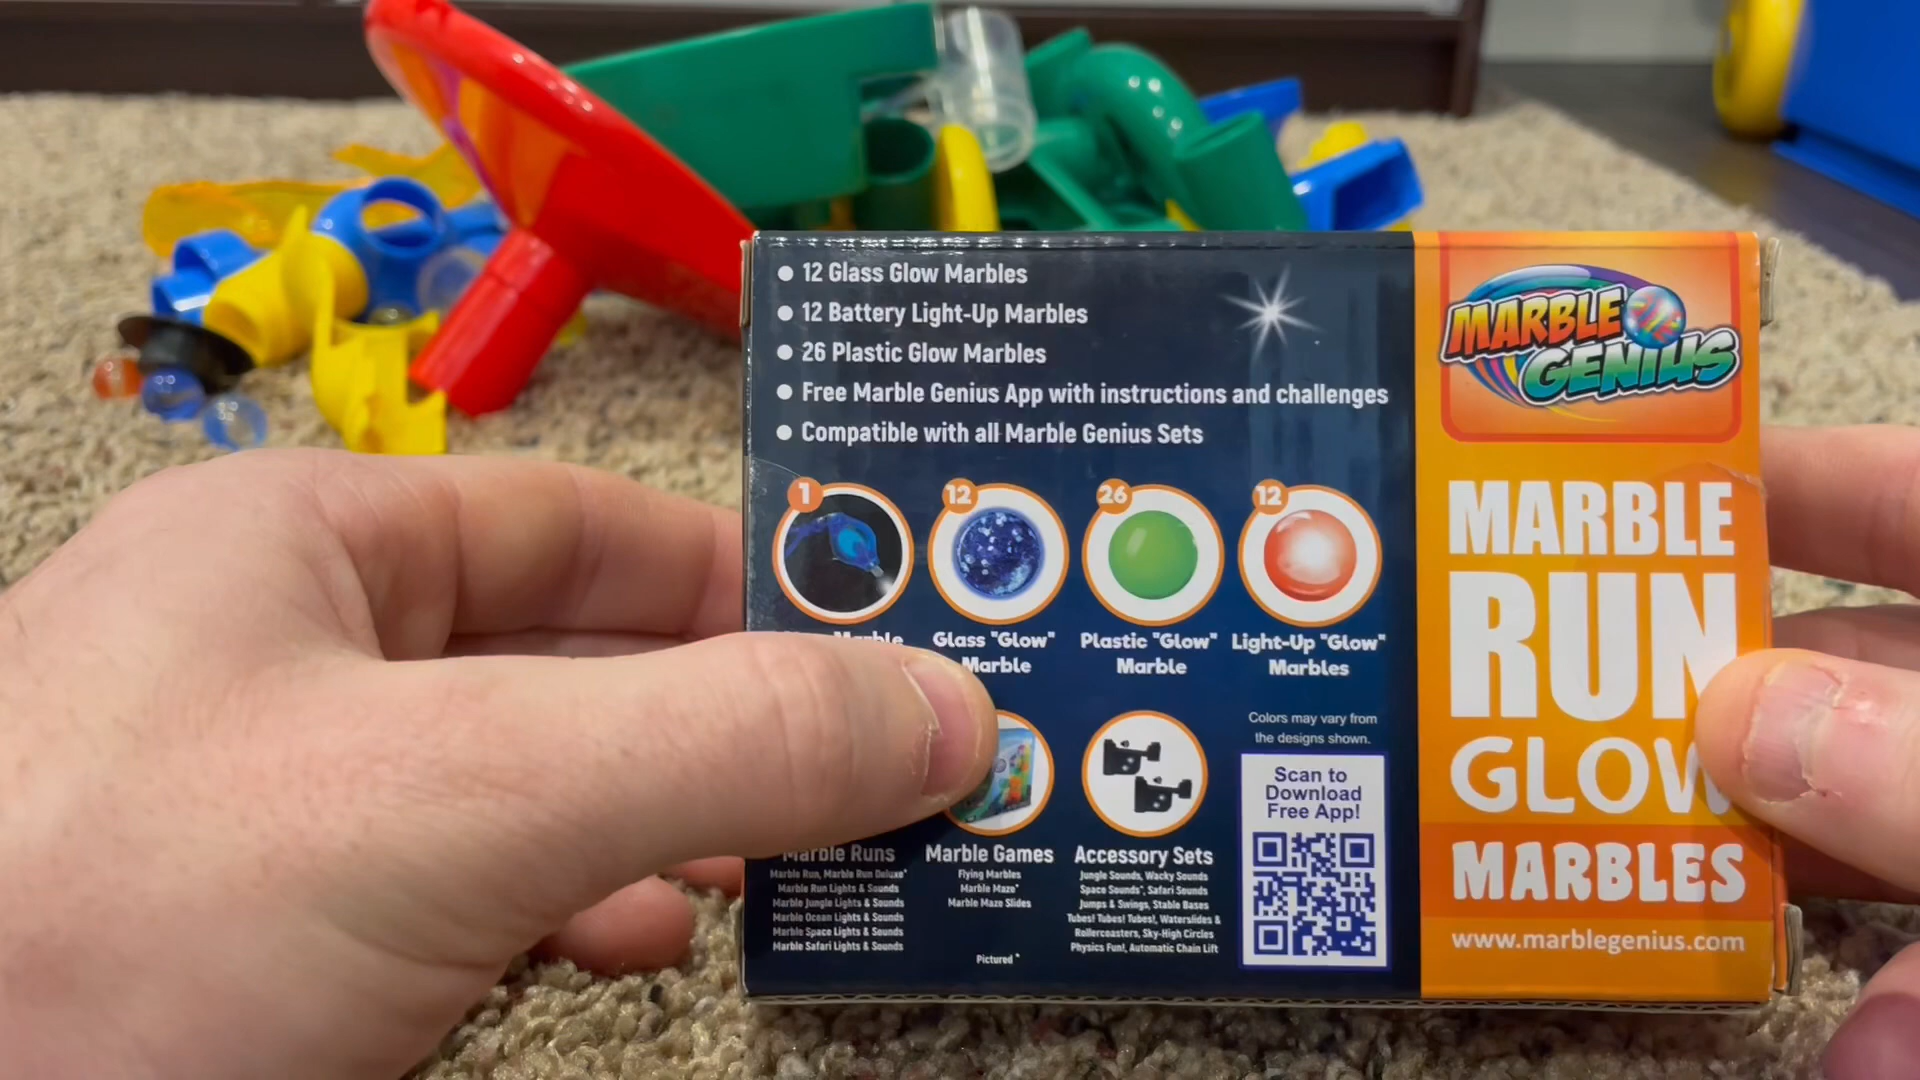 ● 12 Glass Glow Marbles
● 12 Battery Light-Up Marbles
● 26 Plastic Glow Marbles
● Free Marble Genius App with instructions and challenges
● Compatible with all Marble Genius Sets
1
12
26
12
Marble
Glass "Glow"
Marble
Plastic "Glow"
Marble
Light-Up "Glow"
Marbles
Colors may vary from
the designs shown.
Scan to
Download
Free App!
Marble Runs
Marble Run, Marble Run Deluxe*
Marble Run Lights & Sounds
Marble Jungle Lights & Sounds
Marble Ocean Lights & Sounds
Marble Space Lights & Sounds
Marble Safari Lights & Sounds
Marble Games
Flying Marbles
Marble Maze*
Marble Maze Slides
Pictured *
Accessory Sets
Jungle Sounds, Wacky Sounds
Space Sounds*, Safari Sounds
Jumps & Swings, Stable Bases
Tubes! Tubes! Tubes!, Waterslides &
Rollercoasters, Sky-High Circles
Physics Fun!, Automatic Chain Lift
MARBLE
GENIUS
MARBLE
RUN
GLOW
MARBLES
www.marblegenius.com